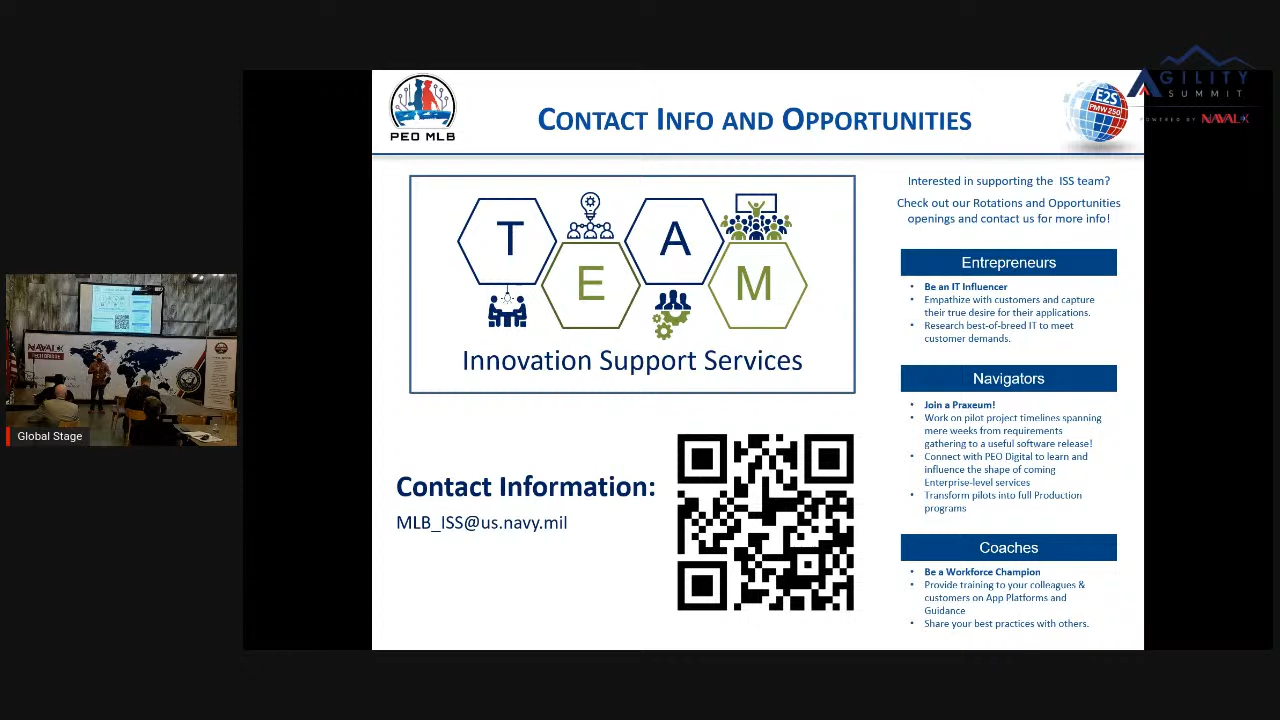 AGILITY
SUMMIT
POWERED BY NAVALX
PEO MLB
CONTACT INFO AND OPPORTUNITIES
E2S
PMW 250
T
E
A
M
Innovation Support Services
Contact Information:
MLB_ISS@us.navy.mil
Interested in supporting the ISS team?
Check out our Rotations and Opportunities
openings and contact us for more info!
Entrepreneurs
• Be an IT Influencer
• Empathize with customers and capture
their true desire for their applications.
• Research best-of-breed IT to meet
customer demands.
Navigators
• Join a Praxeum!
• Work on pilot project timelines spanning
mere weeks from requirements
gathering to a useful software release!
• Connect with PEO Digital to learn and
influence the shape of coming
Enterprise-level services
• Transform pilots into full Production
programs
Coaches
• Be a Workforce Champion
• Provide training to your colleagues &
customers on App Platforms and
Guidance
• Share your best practices with others.
NAVALX
Global Stage